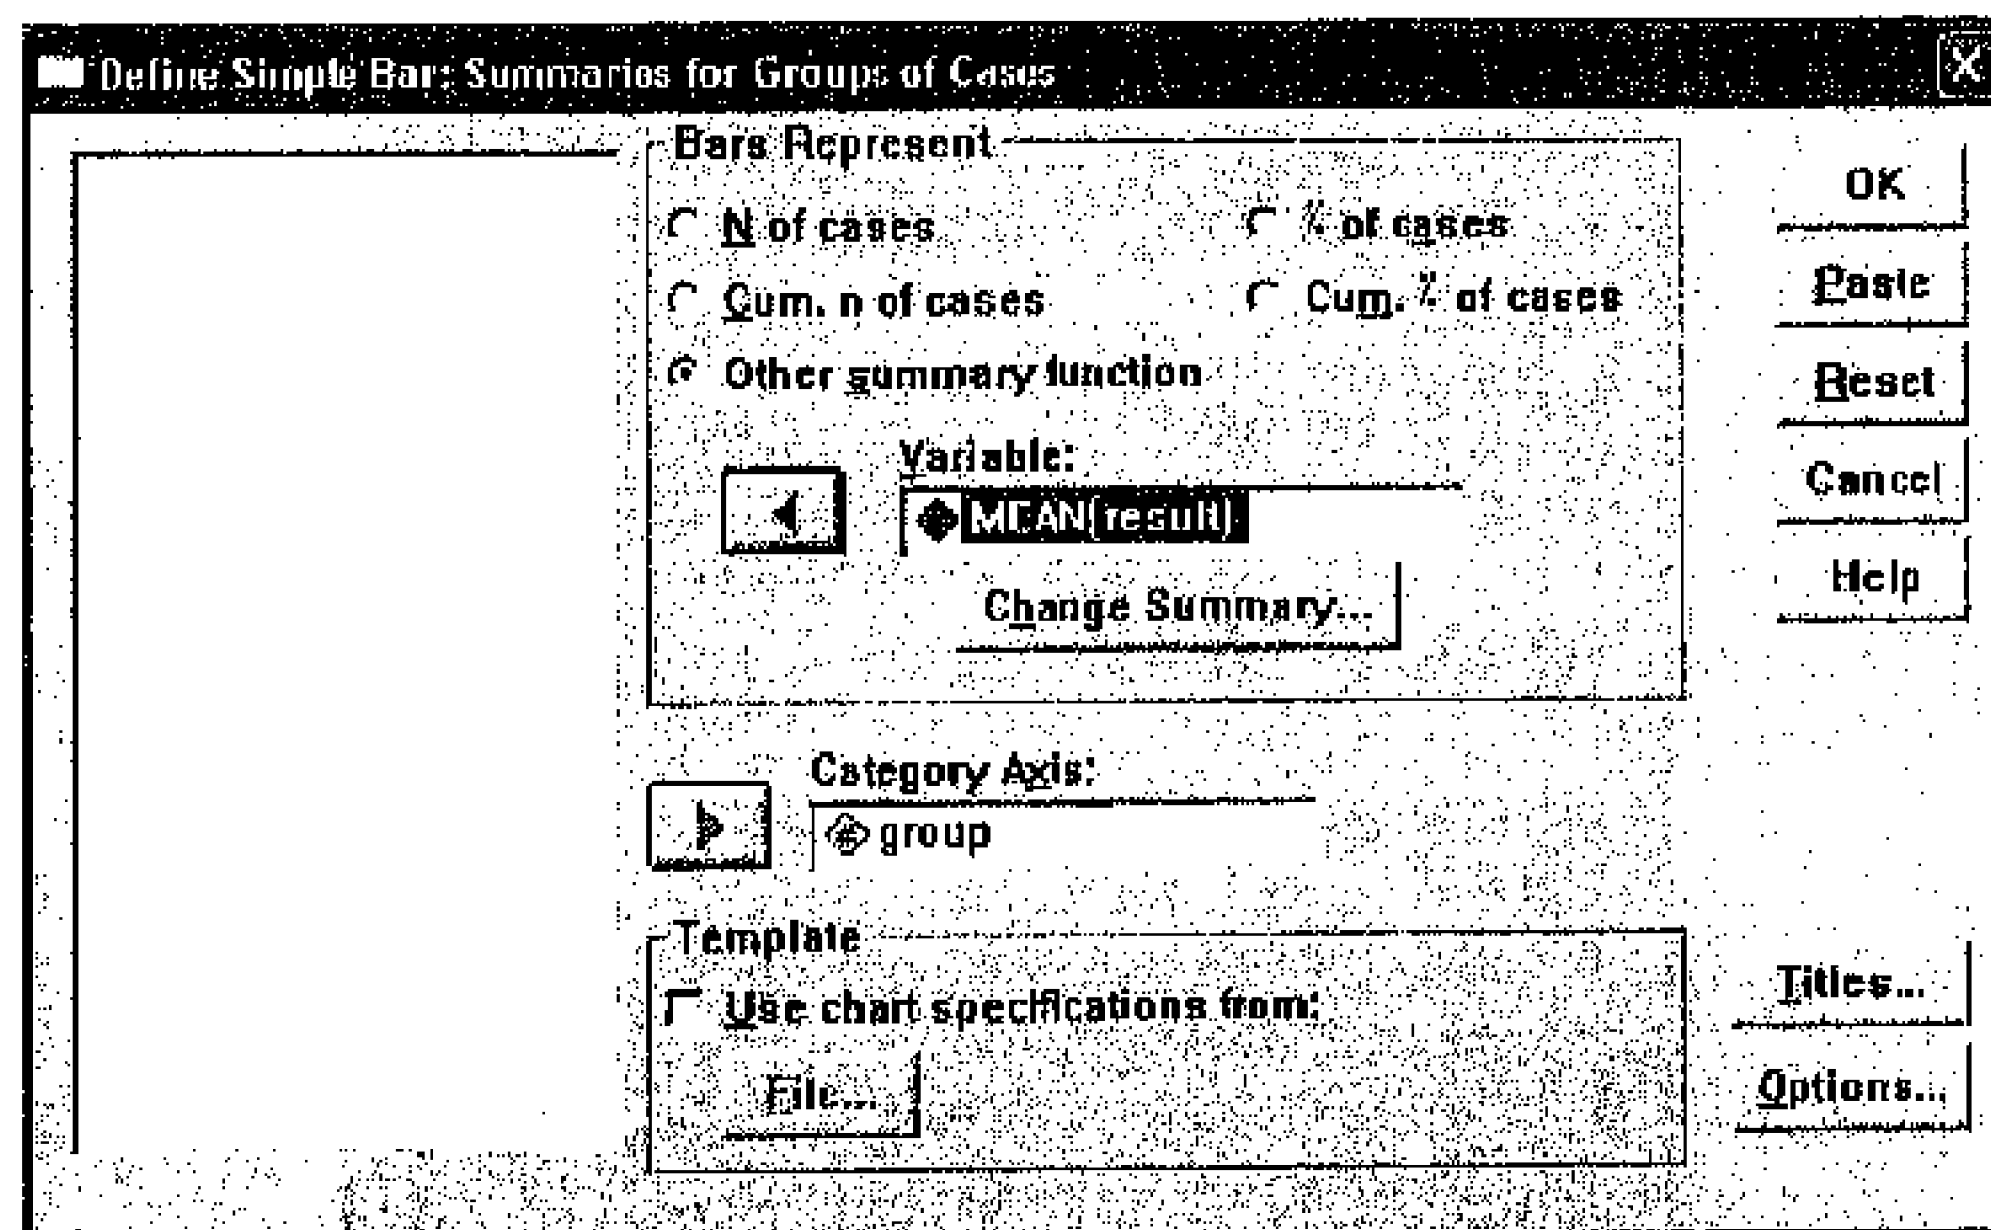 Define Simple Bar: Summaries for Groups of Cases
Bars Represent
N of cases
% of cases
Cum. n of cases
Cum. % of cases
Other summary function
Variable:
MEAN(result)
Change Summary...
Category Axis:
group
Template
Use chart specifications from:
File...
OK
Paste
Reset
Cancel
Help
Titles...
Options...